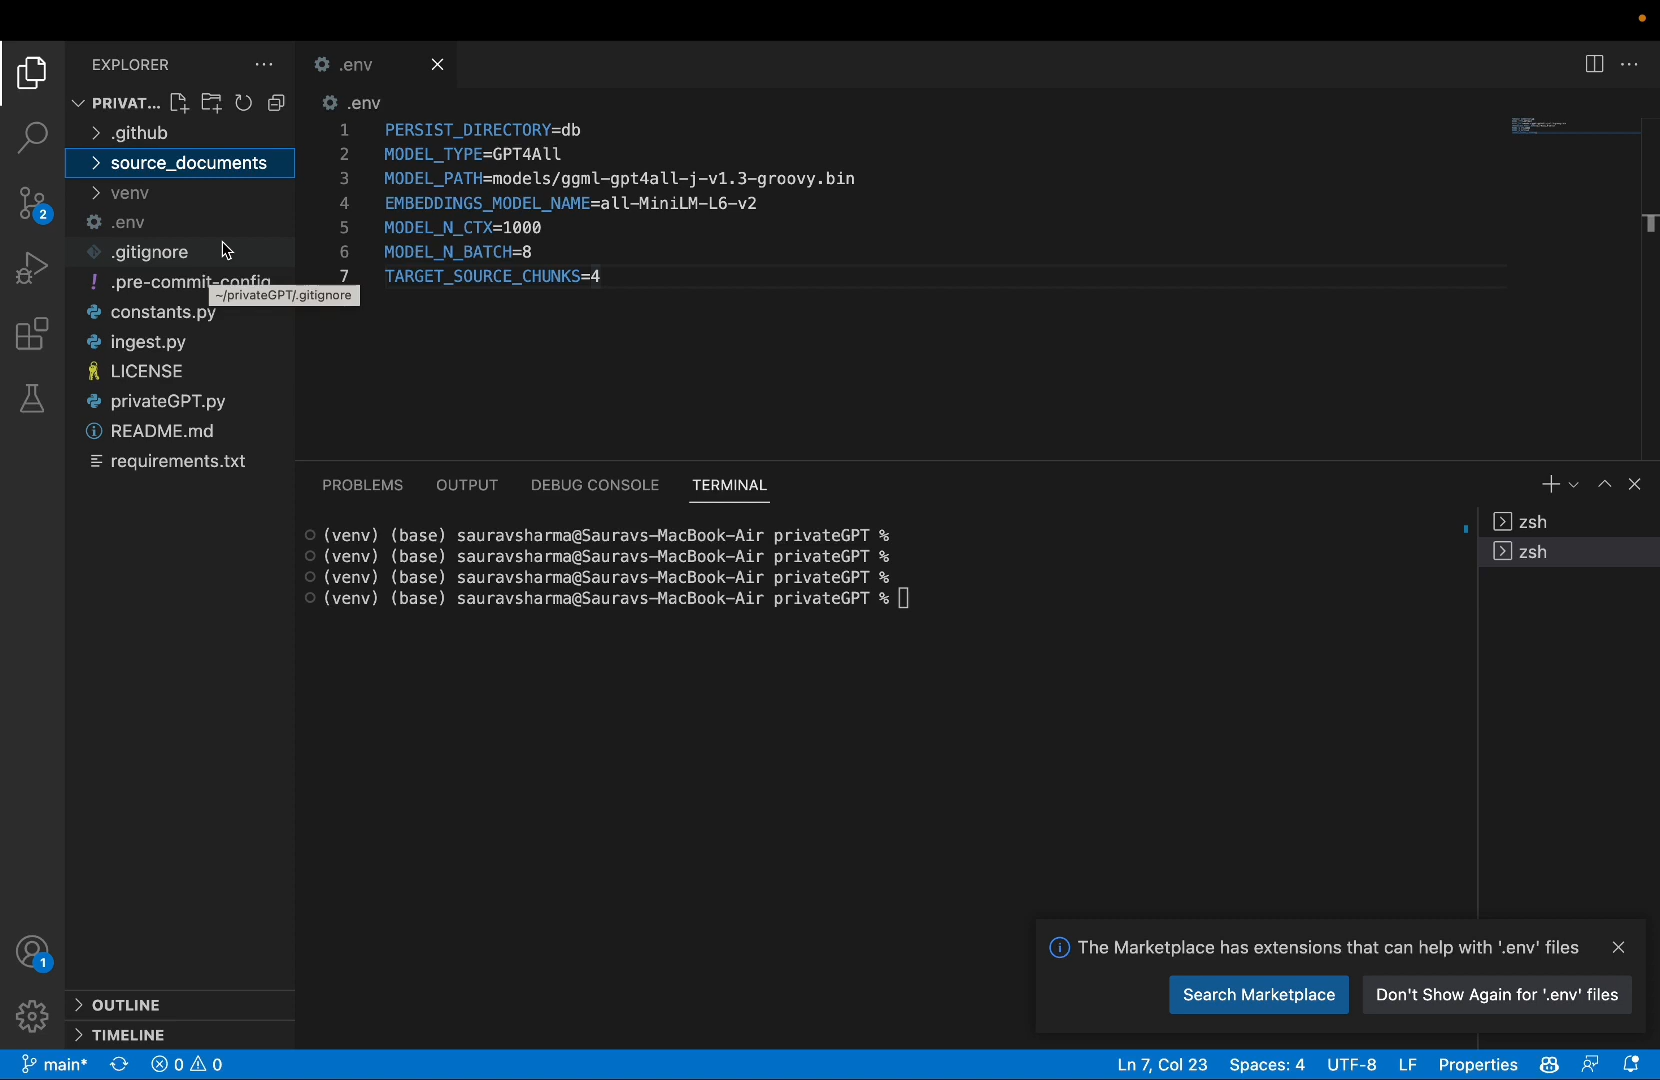 EXPLORER
PRIVAT...
.github
source_documents
venv
.env
.gitignore
.pre-commit-config
~/privateGPT/.gitignore
constants.py
ingest.py
LICENSE
privateGPT.py
README.md
requirements.txt
OUTLINE
TIMELINE
2
1
.env
.env
1 PERSIST_DIRECTORY=db
2 MODEL_TYPE=GPT4All
3 MODEL_PATH=models/ggml-gpt4all-j-v1.3-groovy.bin
4 EMBEDDINGS_MODEL_NAME=all-MiniLM-L6-v2
5 MODEL_N_CTX=1000
6 MODEL_N_BATCH=8
7 TARGET_SOURCE_CHUNKS=4
PROBLEMS OUTPUT DEBUG CONSOLE TERMINAL
(venv) (base) sauravsharma@Sauravs-MacBook-Air privateGPT %
(venv) (base) sauravsharma@Sauravs-MacBook-Air privateGPT %
(venv) (base) sauravsharma@Sauravs-MacBook-Air privateGPT %
(venv) (base) sauravsharma@Sauravs-MacBook-Air privateGPT %
zsh
zsh
The Marketplace has extensions that can help with '.env' files
Search Marketplace Don't Show Again for '.env' files
main* 0 0 Ln 7, Col 23 Spaces: 4 UTF-8 LF Properties